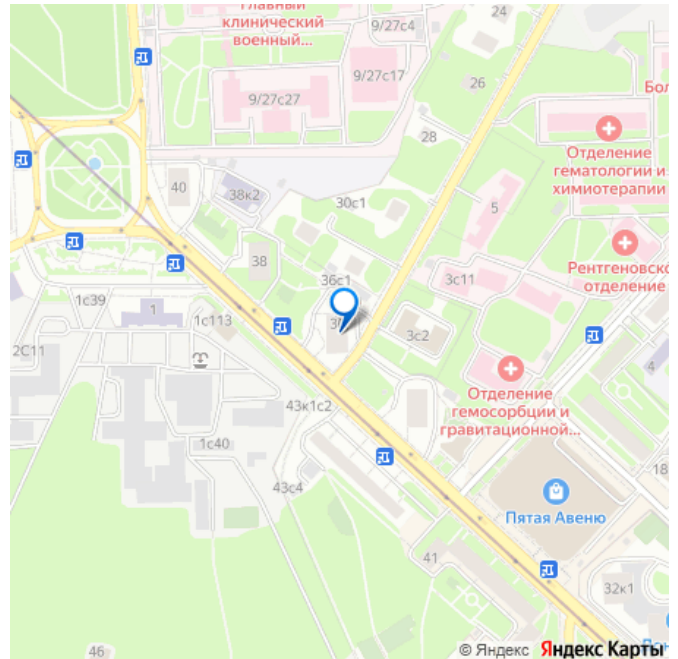 Главный
клинический
военный...
9/27с4
24
9/27с17
26
9/27с27
28
Отделение
гематологии и
химиотерапии
40
38к2
30с1
5
Рентгеновско
отделение
38
36с1
3с11
1с39
1
1с113
3с2
2С11
4
43к1с2
Отделение
гемосорбции и
гравитационной...
1с40
43с4
18
Пятая Авеню
41
32к1
46
© Яндекс Яндекс Карты